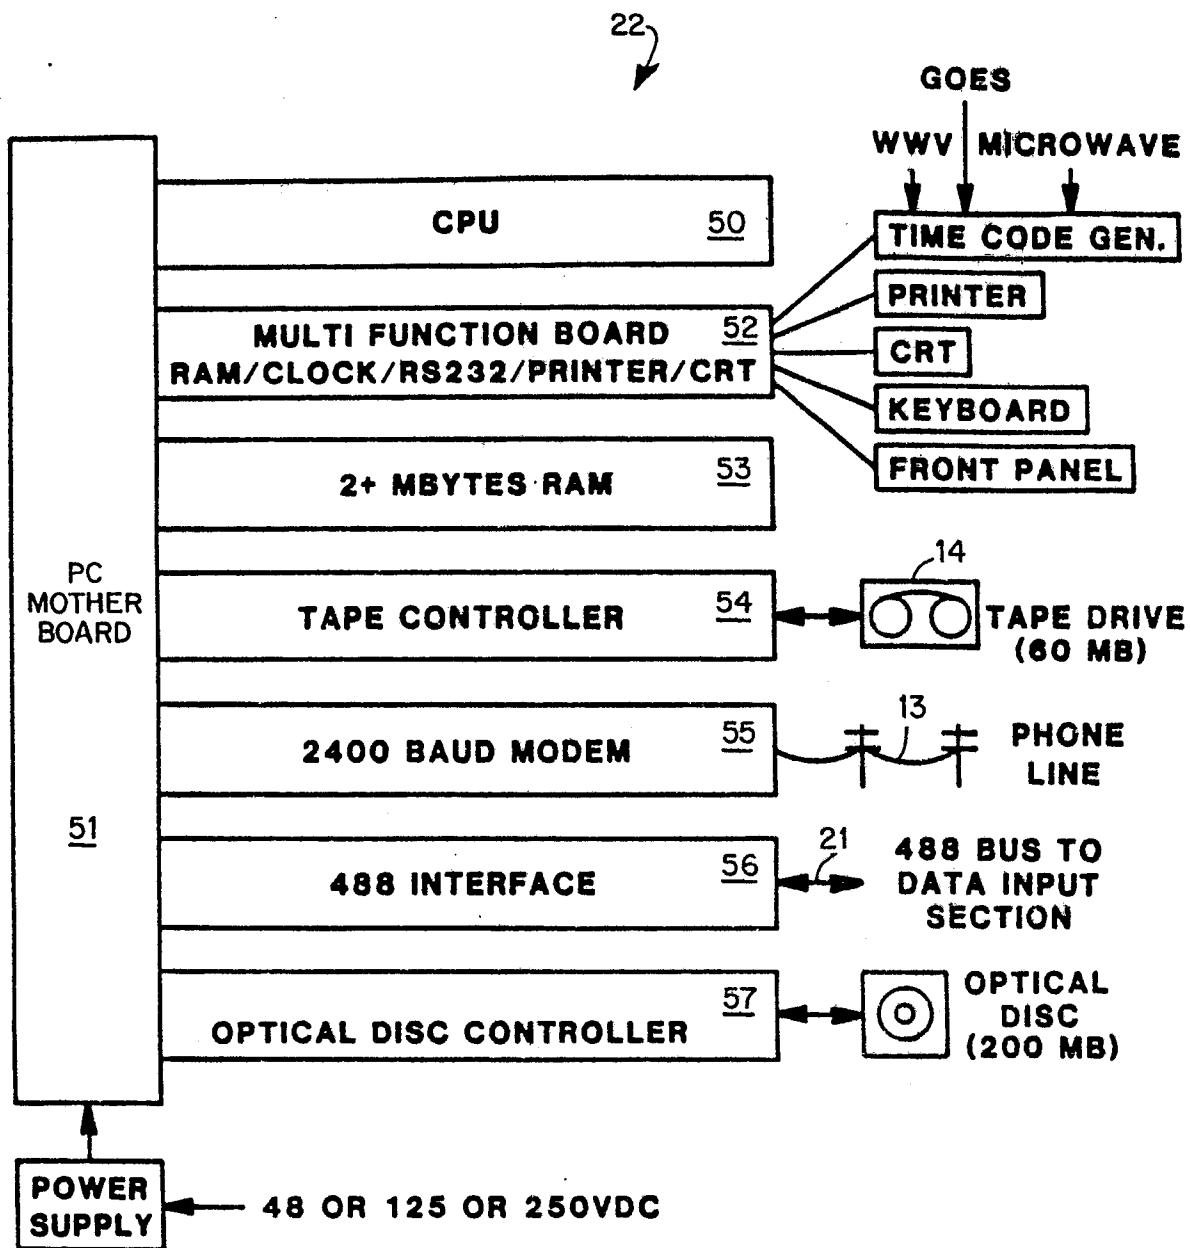 22
GOES
WWV MICROWAVE
CPU 50
TIME CODE GEN.
PRINTER
MULTI FUNCTION BOARD 52
RAM/CLOCK/RS232/PRINTER/CRT
CRT
KEYBOARD
FRONT PANEL
2+ MBYTES RAM 53
PC
MOTHER
BOARD
51
TAPE CONTROLLER 54
14
TAPE DRIVE
(60 MB)
2400 BAUD MODEM 55
13
PHONE
LINE
488 INTERFACE 56
21
488 BUS TO
DATA INPUT
SECTION
OPTICAL DISC CONTROLLER 57
OPTICAL
DISC
(200 MB)
POWER
SUPPLY
48 OR 125 OR 250VDC